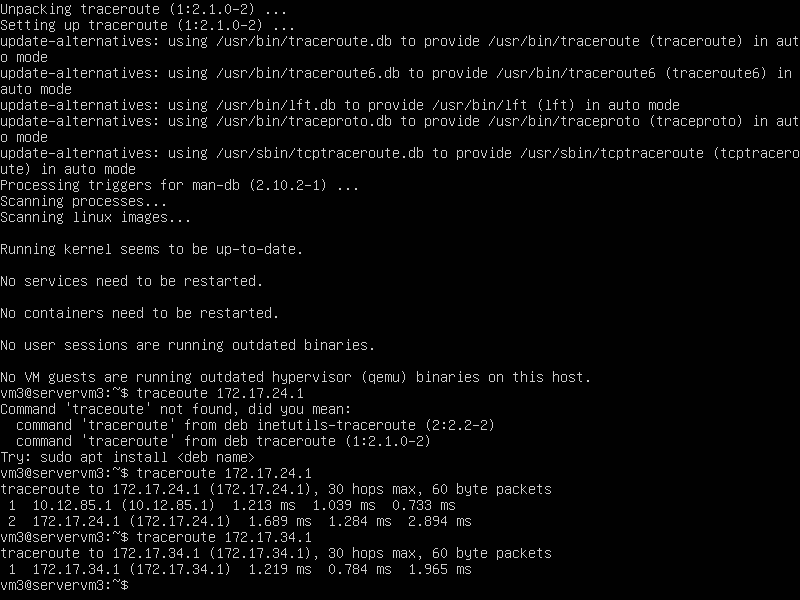 Unpacking traceroute (1:2.1.0-2) ...
Setting up traceroute (1:2.1.0-2) ...
update-alternatives: using /usr/bin/traceroute.db to provide /usr/bin/traceroute (traceroute) in aut
o mode
update-alternatives: using /usr/bin/traceroute6.db to provide /usr/bin/traceroute6 (traceroute6) in
auto mode
update-alternatives: using /usr/bin/lft.db to provide /usr/bin/lft (lft) in auto mode
update-alternatives: using /usr/bin/traceproto.db to provide /usr/bin/traceproto (traceproto) in aut
o mode
update-alternatives: using /usr/sbin/tcptraceroute.db to provide /usr/sbin/tcptraceroute (tcptracero
ute) in auto mode
Processing triggers for man-db (2.10.2-1) ...
Scanning processes...
Scanning linux images...
Running kernel seems to be up-to-date.
No services need to be restarted.
No containers need to be restarted.
No user sessions are running outdated binaries.
No VM guests are running outdated hypervisor (qemu) binaries on this host.
vm3@servervm3:~$ traceoute 172.17.24.1
Command 'traceoute' not found, did you mean:
  command 'traceroute' from deb inetutils-traceroute (2:2.2-2)
  command 'traceroute' from deb traceroute (1:2.1.0-2)
Try: sudo apt install <deb name>
vm3@servervm3:~$ traceroute 172.17.24.1
traceroute to 172.17.24.1 (172.17.24.1), 30 hops max, 60 byte packets
 1  10.12.85.1 (10.12.85.1)  1.213 ms  1.039 ms  0.733 ms
 2  172.17.24.1 (172.17.24.1)  1.689 ms  1.284 ms  2.894 ms
vm3@servervm3:~$ traceroute 172.17.34.1
traceroute to 172.17.34.1 (172.17.34.1), 30 hops max, 60 byte packets
 1  172.17.34.1 (172.17.34.1)  1.219 ms  0.784 ms  1.965 ms
vm3@servervm3:~$